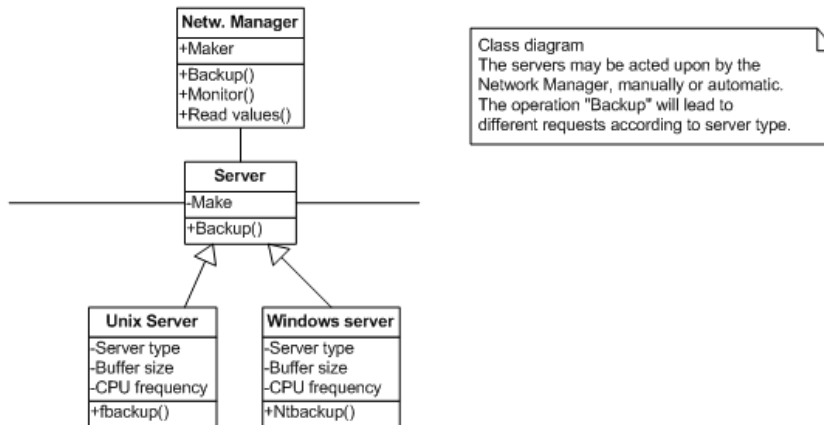 Netw. Manager
+Maker
+Backup()
+Monitor()
+Read values()
Class diagram
The servers may be acted upon by the
Network Manager, manually or automatic.
The operation "Backup" will lead to
different requests according to server type.
Server
-Make
+Backup()
Unix Server
-Server type
-Buffer size
-CPU frequency
+fbackup()
Windows server
-Server type
-Buffer size
-CPU frequency
+Ntbackup()